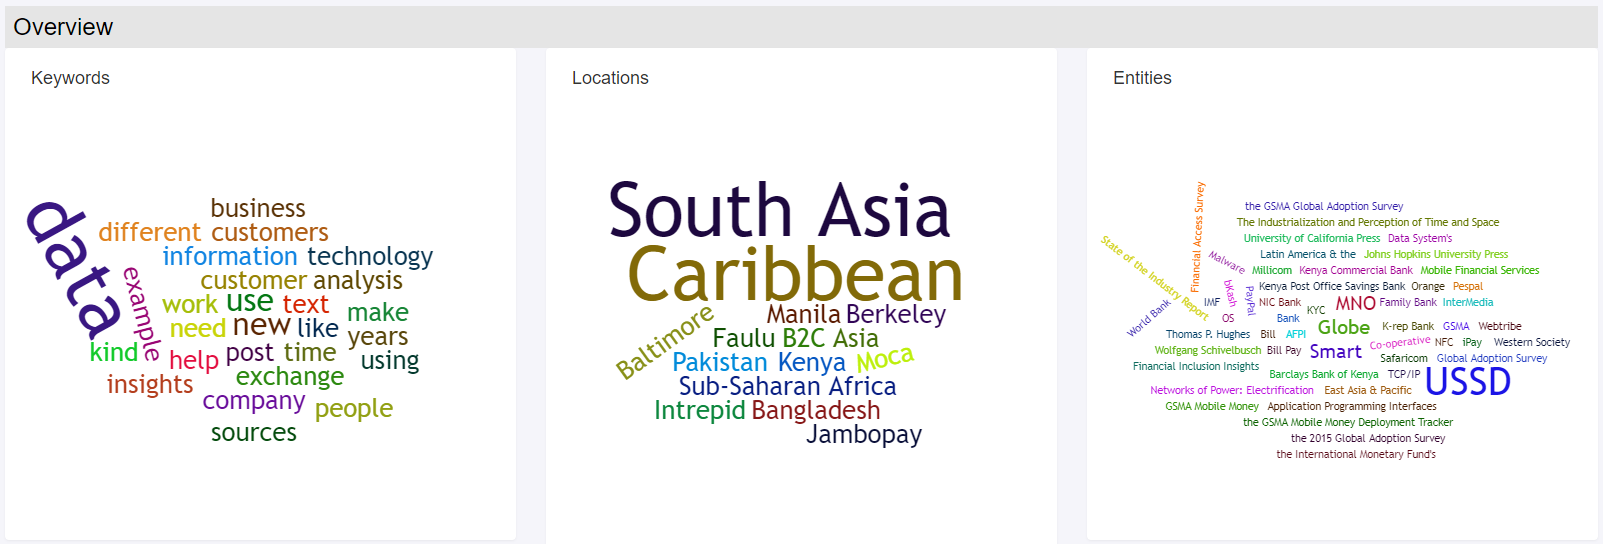 Overview
Keywords
business
different customers
information technology
customer analysis
data
example
work use text make
need new like years
kind help post time using
insights exchange
company people
sources
Locations
South Asia
Caribbean
Manila Berkeley
Baltimore
Faulu B2C Asia
Pakistan Kenya Moca
Sub-Saharan Africa
Intrepid Bangladesh
Jambopay
Entities
Financial Access Survey
the GSMA Global Adoption Survey
The Industrialization and Perception of Time and Space
University of California Press Data System's
State of the Industry Report
Malware
Latin America & the Johns Hopkins University Press
Millicom Kenya Commercial Bank Mobile Financial Services
bKash
PayPal
Kenya Post Office Savings Bank Orange Pespal
World Bank
IMF NIC Bank KYC MNO Family Bank InterMedia
OS Bank
Globe K-rep Bank GSMA Webtribe
Thomas P. Hughes Bill AFPI
Co-operative NFC iPay Western Society
Wolfgang Schivelbusch Bill Pay Smart
Safaricom Global Adoption Survey
Financial Inclusion Insights
Barclays Bank of Kenya TCP/IP USSD
Networks of Power: Electrification East Asia & Pacific
GSMA Mobile Money Application Programming Interfaces
the GSMA Mobile Money Deployment Tracker
the 2015 Global Adoption Survey
the International Monetary Fund's